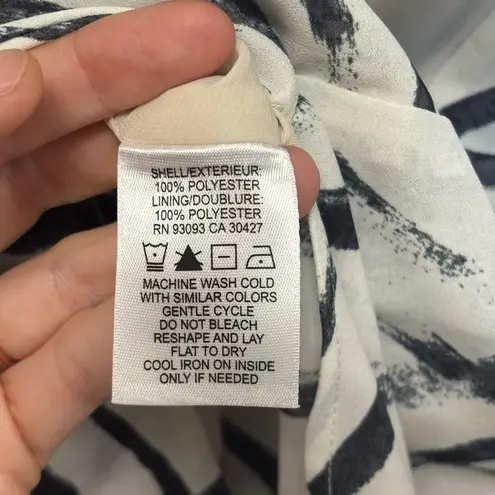 SHELL/EXTERIEUR:
100% POLYESTER
LINING/DOUBLURE:
100% POLYESTER
RN 93093 CA 30427
MACHINE WASH COLD
WITH SIMILAR COLORS
GENTLE CYCLE
DO NOT BLEACH
RESHAPE AND LAY
FLAT TO DRY
COOL IRON ON INSIDE
ONLY IF NEEDED